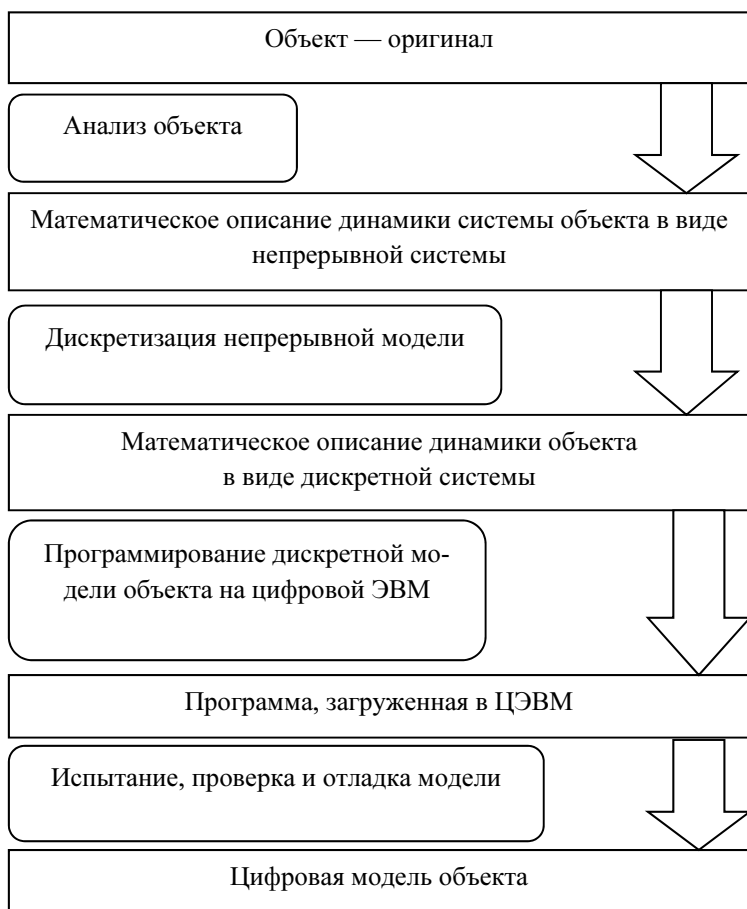 Объект — оригинал
Анализ объекта
Математическое описание динамики системы объекта в виде
непрерывной системы
Дискретизация непрерывной модели
Математическое описание динамики объекта
в виде дискретной системы
Программирование дискретной мо-
дели объекта на цифровой ЭВМ
Программа, загруженная в ЦЭВМ
Испытание, проверка и отладка модели
Цифровая модель объекта